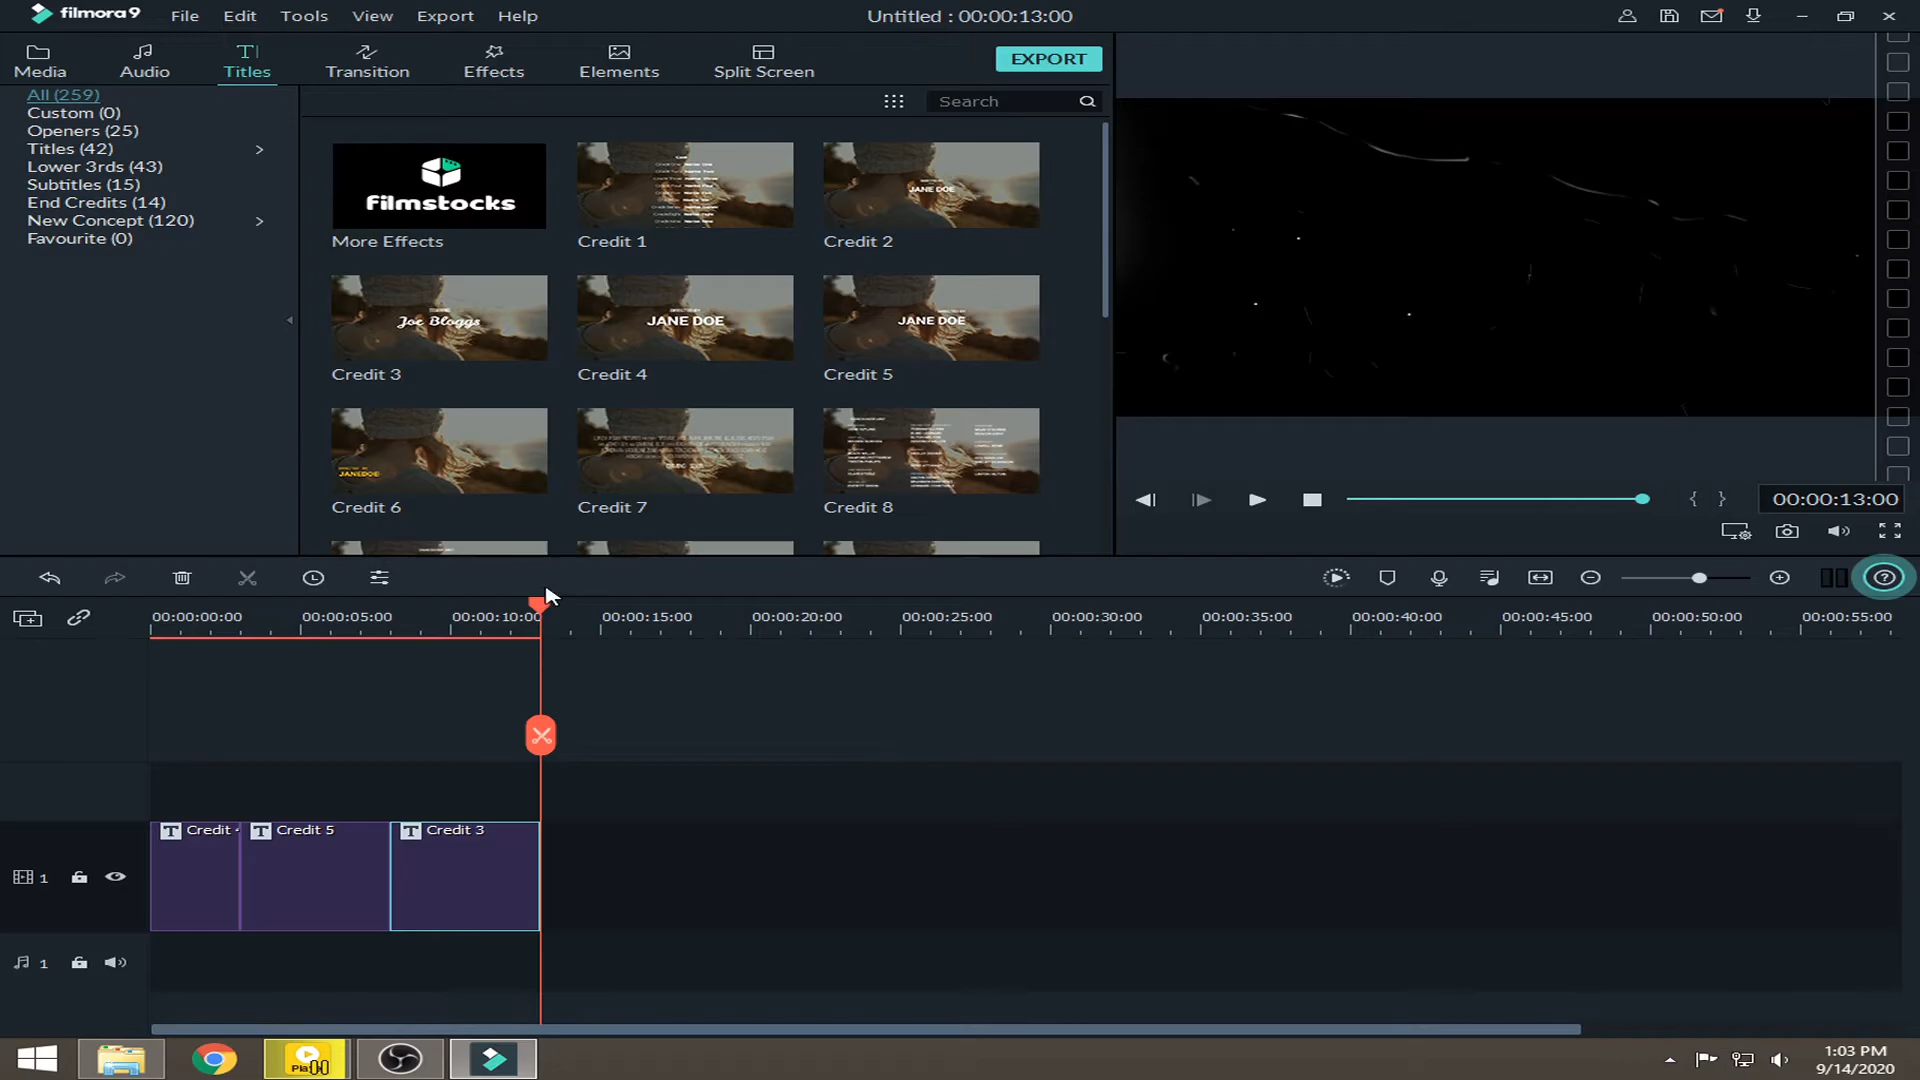 filmora 9 File Edit Tools View Export Help Untitled : 00:00:13:00
Media Audio Titles Transition Effects Elements Split Screen EXPORT
All (259)
Custom (0)
Openers (25)
Titles (42)
Lower 3rds (43)
Subtitles (15)
End Credits (14)
New Concept (120)
Favourite (0)
Search
filmstocks
JANE DOE
More Effects Credit 1 Credit 2
Joe Bloggs
JANE DOE
JANE DOE
Credit 3 Credit 4 Credit 5
JANEDOE
Credit 6 Credit 7 Credit 8
00:00:13:00
00:00:00:00 00:00:05:00 00:00:10:00 00:00:15:00 00:00:20:00 00:00:25:00 00:00:30:00 00:00:35:00 00:00:40:00 00:00:45:00 00:00:50:00 00:00:55:00
T Credit T Credit 5 T Credit 3
1
1
1:03 PM
9/14/2020